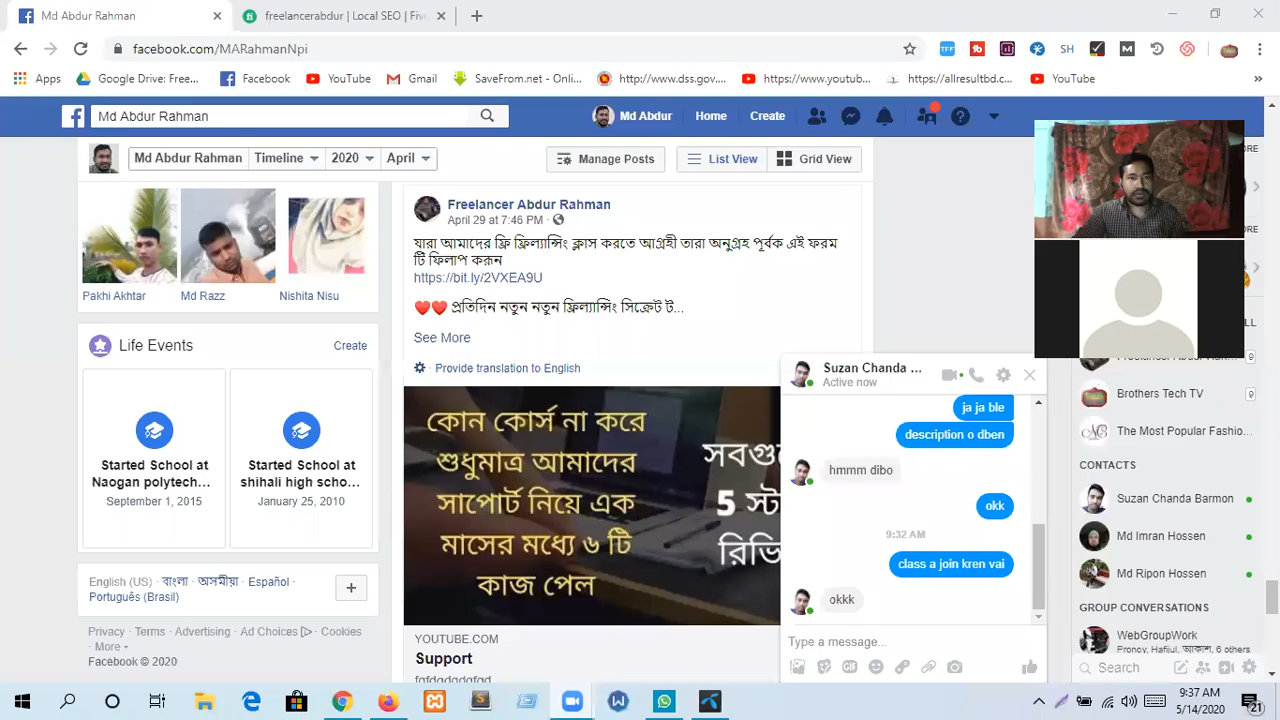 Md Abdur Rahman
freelancerabdur | Local SEO | Five
facebook.com/MARahmanNpi
SH
Apps
Google Drive: Free...
Facebook
YouTube
Gmail
SaveFrom.net - Onli...
http://www.dss.gov....
https://www.youtub...
https://allresultbd.c...
YouTube
»
Md Abdur Rahman
Md Abdur
Home
Create
Md Abdur Rahman
Timeline
2020
April
Manage Posts
List View
Grid View
Pakhi Akhtar
Md Razz
Nishita Nisu
Life Events
Create
Started School at
Naogan polytech...
September 1, 2015
Started School at
shihali high scho...
January 25, 2010
English (US) · বাংলা · অসমীয়া · Español ·
Português (Brasil)
Privacy · Terms · Advertising · Ad Choices · Cookies ·
More
Facebook © 2020
Freelancer Abdur Rahman
April 29 at 7:46 PM ·
যারা আমাদের ফ্রি ফ্রিল্যান্সিং ক্লাস করতে আগ্রহী তারা অনুগ্রহ পূর্বক এই ফরম
টি ফিলাপ করুন
https://bit.ly/2VXEA9U
প্রতিদিন নতুন নতুন ফ্রিল্যান্সিং সিক্রেট ট...
See More
Provide translation to English
কোন কোর্স না করে
শুধুমাত্র আমাদের
সাপোর্ট নিয়ে এক
মাসের মধ্যে ৬ টি
কাজ পেল
5 স্ট
YOUTUBE.COM
Support
Suzan Chanda ...
Active now
ja ja ble
description o dben
hmmm dibo
okk
9:32 AM
class a join kren vai
okkk
Type a message...
9
Brothers Tech TV
9
The Most Popular Fashio...
CONTACTS
Suzan Chanda Barmon
Md Imran Hossen
Md Ripon Hossen
GROUP CONVERSATIONS
WebGroupWork
Search
9:37 AM
5/14/2020
21